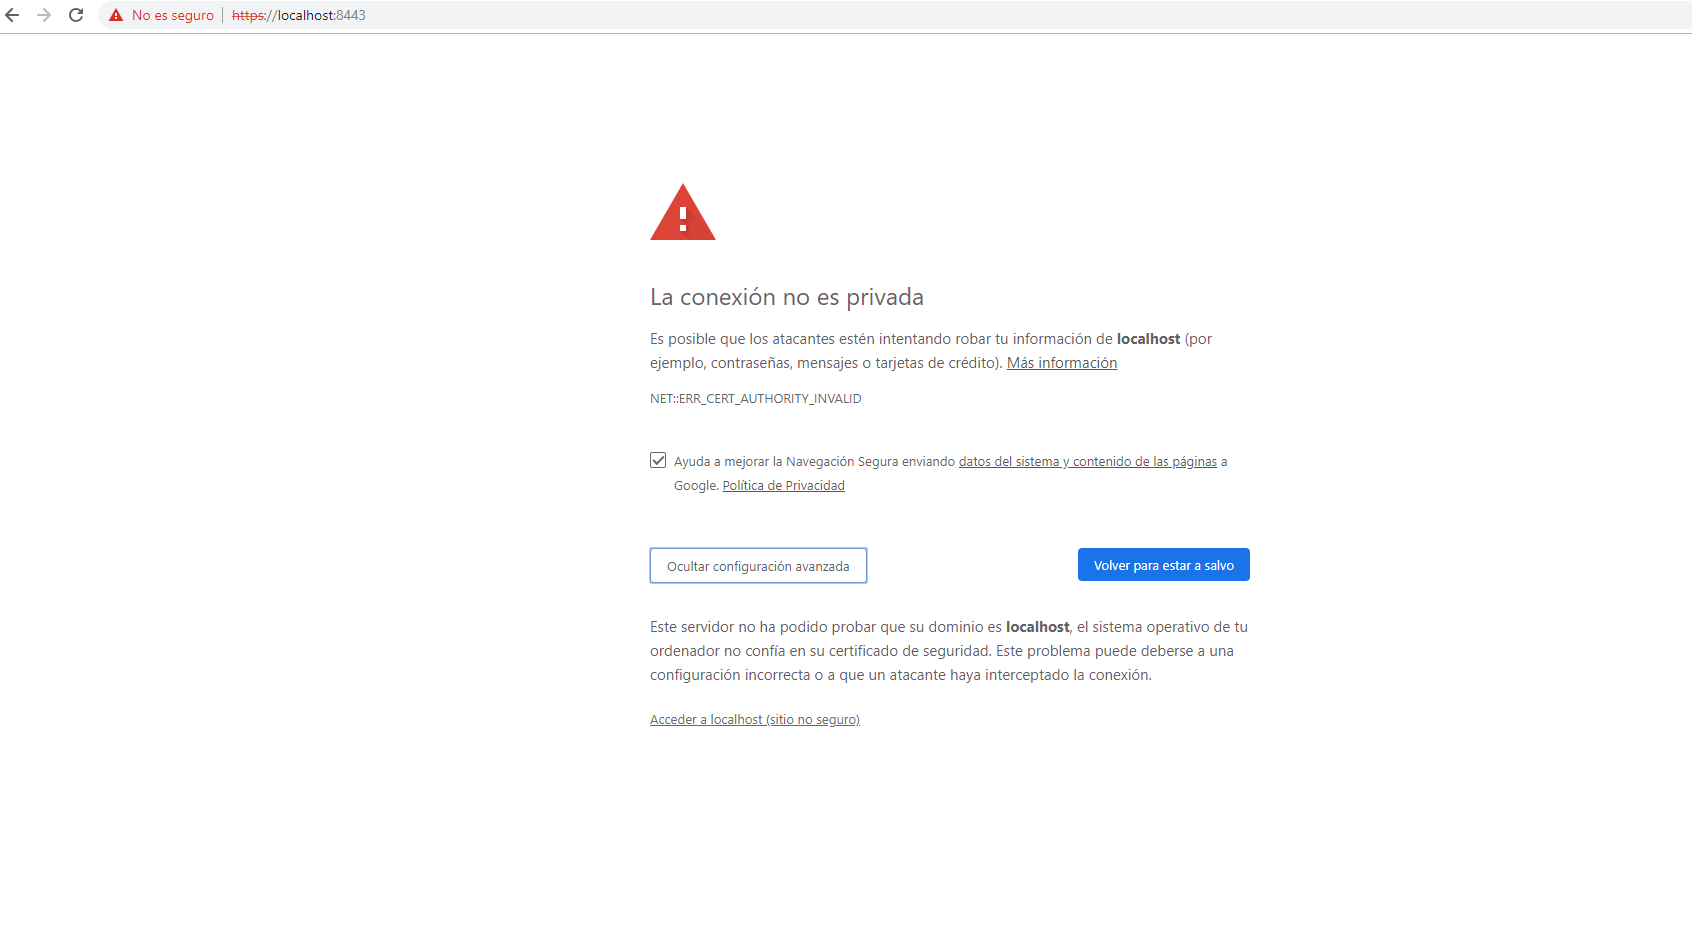 No es seguro https://localhost:8443
La conexión no es privada
Es posible que los atacantes estén intentando robar tu información de localhost (por
ejemplo, contraseñas, mensajes o tarjetas de crédito). Más información
NET::ERR_CERT_AUTHORITY_INVALID
Ayuda a mejorar la Navegación Segura enviando datos del sistema y contenido de las páginas a
Google. Política de Privacidad
Ocultar configuración avanzada
Volver para estar a salvo
Este servidor no ha podido probar que su dominio es localhost, el sistema operativo de tu
ordenador no confía en su certificado de seguridad. Este problema puede deberse a una
configuración incorrecta o a que un atacante haya interceptado la conexión.
Acceder a localhost (sitio no seguro)